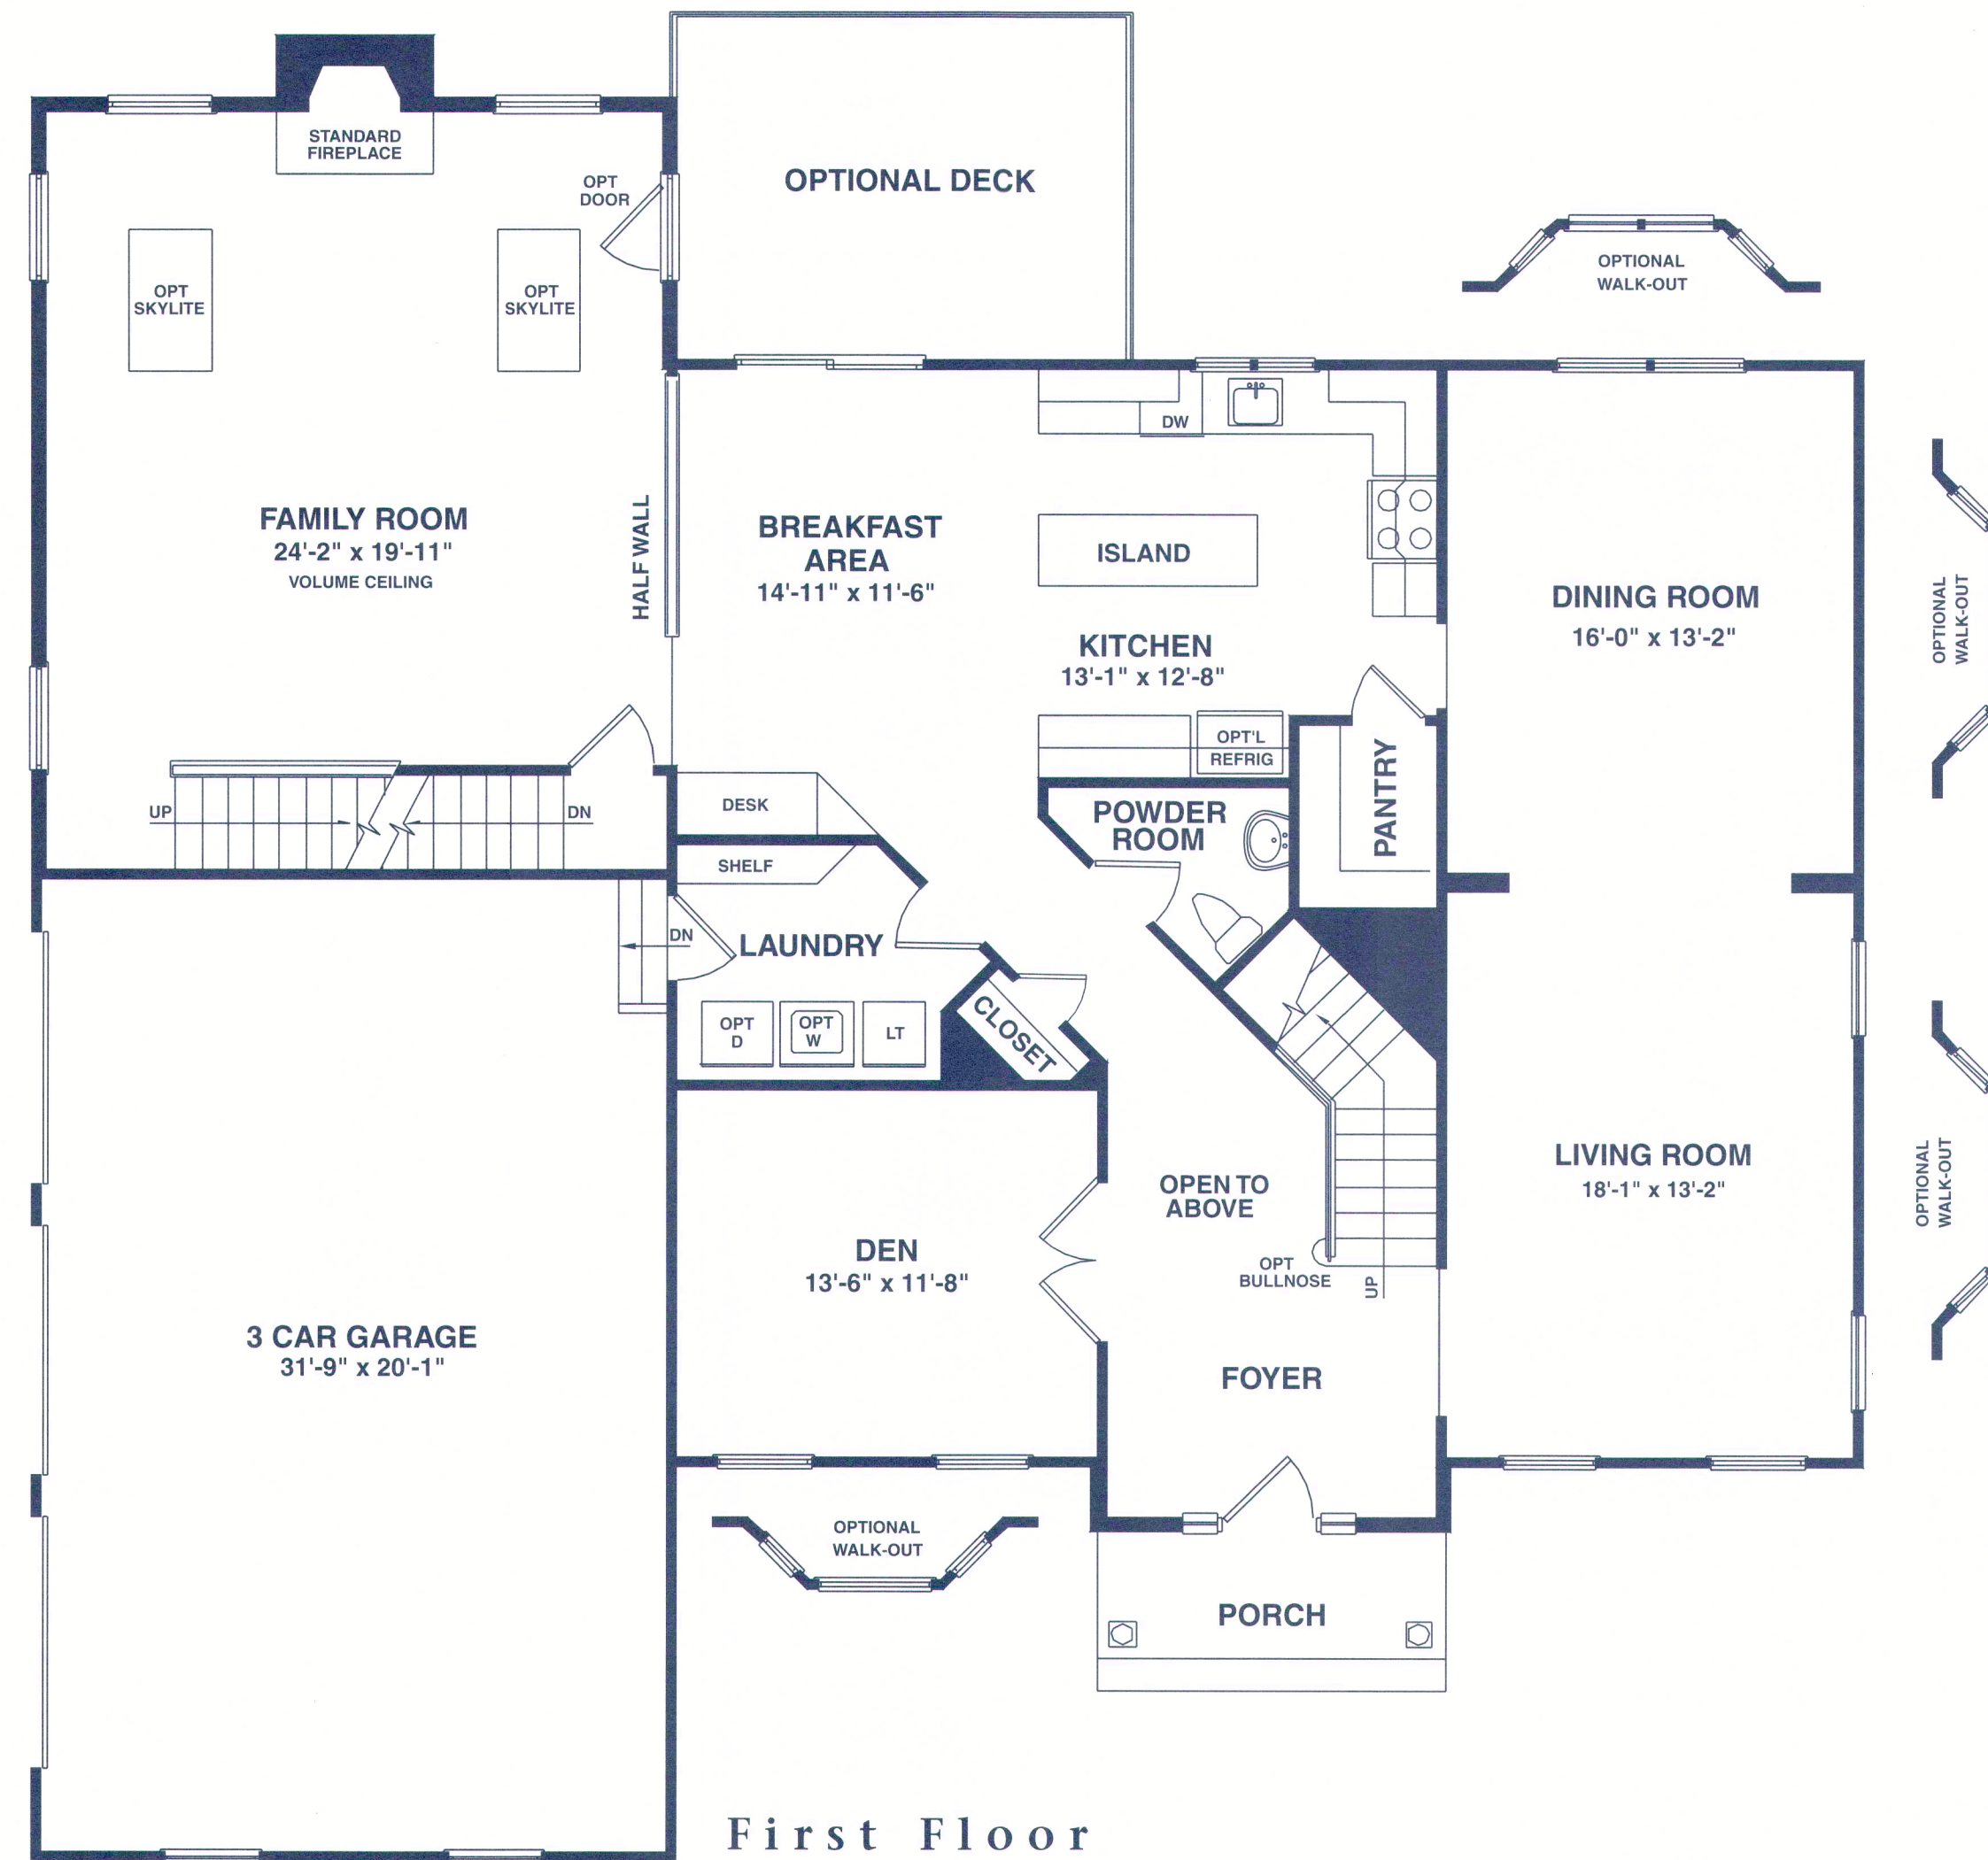 OPTIONAL DECK
STANDARD
FIREPLACE
OPT
DOOR
OPT
SKYLITE
OPT
SKYLITE
OPTIONAL
WALK-OUT
FAMILY ROOM
24'-2" x 19'-11"
VOLUME CEILING
HALF WALL
BREAKFAST
AREA
14'-11" x 11'-6"
DW
ISLAND
KITCHEN
13'-1" x 12'-8"
OPT'L
REFRIG
PANTRY
DINING ROOM
16'-0" x 13'-2"
OPTIONAL
WALK-OUT
UP
DN
DESK
SHELF
POWDER
ROOM
DN
LAUNDRY
OPT
D
OPT
W
LT
CLOSET
LIVING ROOM
18'-1" x 13'-2"
OPTIONAL
WALK-OUT
OPEN TO
ABOVE
OPT
BULLNOSE
UP
DEN
13'-6" x 11'-8"
3 CAR GARAGE
31'-9" x 20'-1"
FOYER
OPTIONAL
WALK-OUT
PORCH
First Floor